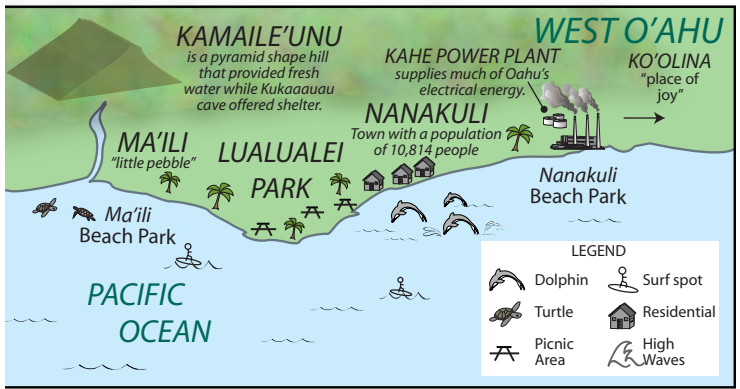 WEST O’AHU
KAMAILE’UNU
is a pyramid shape hill
that provided fresh
water while Kukaaauau
cave offered shelter.
KAHE POWER PLANT
supplies much of Oahu’s
electrical energy.
KO’OLINA
“place of
joy”
NANAKULI
Town with a population
of 10,814 people
MA’ILI
“little pebble”
LUALUALEI
PARK
Nanakuli
Beach Park
Ma’ili
Beach Park
PACIFIC
OCEAN
LEGEND
Dolphin
Surf spot
Turtle
Residential
Picnic
Area
High
Waves